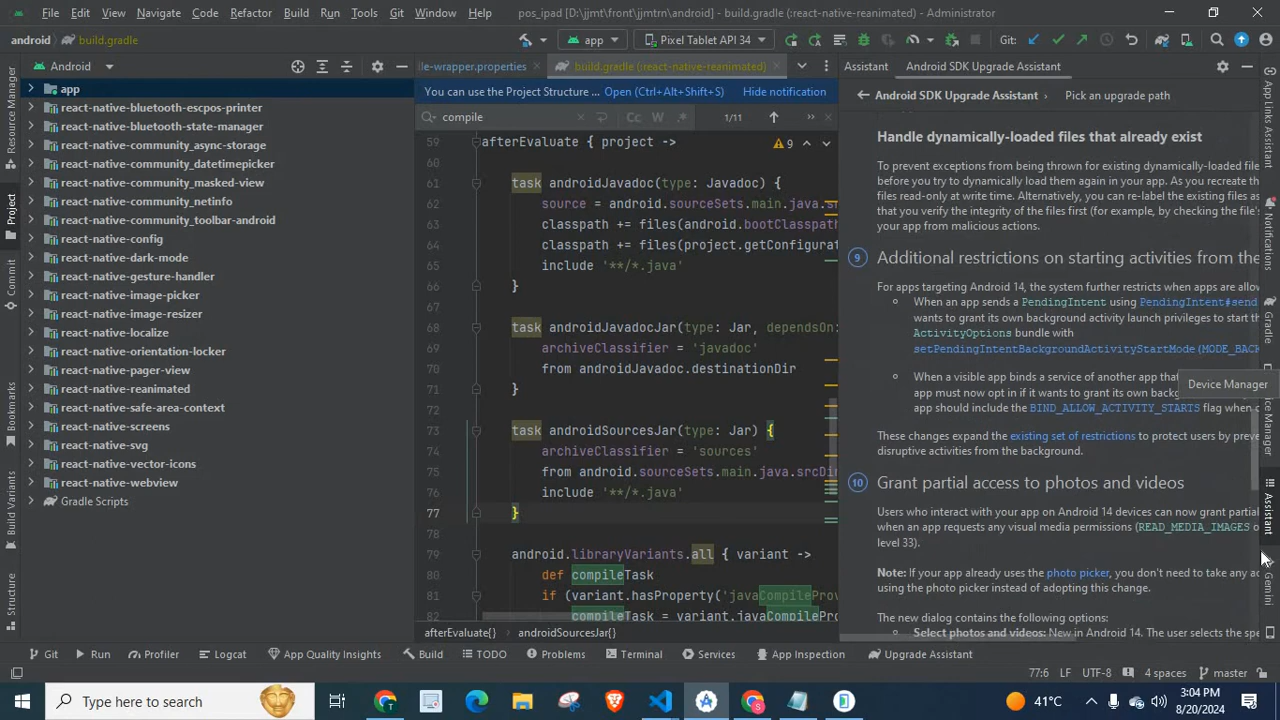 File Edit View Navigate Code Refactor Build Run Tools Git Window Help pos_ipad [D:\jjmt\front\jjmtrn\android] - build.gradle (:react-native-reanimated) - Administrator
android build.gradle app Pixel Tablet API 34 Git:
Android
app
react-native-bluetooth-escpos-printer
react-native-bluetooth-state-manager
react-native-community_async-storage
react-native-community_datetimepicker
react-native-community_masked-view
react-native-community_netinfo
react-native-community_toolbar-android
react-native-config
react-native-dark-mode
react-native-gesture-handler
react-native-image-picker
react-native-image-resizer
react-native-localize
react-native-orientation-locker
react-native-pager-view
react-native-reanimated
react-native-safe-area-context
react-native-screens
react-native-svg
react-native-vector-icons
react-native-webview
Gradle Scripts
Resource Manager
Project
Commit
Bookmarks
Build Variants
Structure
dle-wrapper.properties build.gradle (:react-native-reanimated)
You can use the Project Structure ... Open (Ctrl+Alt+Shift+S) Hide notification
compile Cc W 1/11
9
59 afterEvaluate { project ->
60
61 task androidJavadoc(type: Javadoc) {
62 source = android.sourceSets.main.java.sr
63 classpath += files(android.bootClasspath
64 classpath += files(project.getConfigurat
65 include '**/*.java'
66 }
67
68 task androidJavadocJar(type: Jar, dependsOn:
69 archiveClassifier = 'javadoc'
70 from androidJavadoc.destinationDir
71 }
72
73 task androidSourcesJar(type: Jar) {
74 archiveClassifier = 'sources'
75 from android.sourceSets.main.java.srcDir
76 include '**/*.java'
77 }
78
79 android.libraryVariants.all { variant ->
80 def compileTask
81 if (variant.hasProperty('javaCompilePro
82 compileTask = variant.javaCompilePro
afterEvaluate{} androidSourcesJar{}
Assistant Android SDK Upgrade Assistant
Android SDK Upgrade Assistant › Pick an upgrade path
Handle dynamically-loaded files that already exist
To prevent exceptions from being thrown for existing dynamically-loaded file
before you try to dynamically load them again in your app. As you recreate th
files read-only at write time. Alternatively, you can re-label the existing files as
that you verify the integrity of the files first (for example, by checking the file's
your app from malicious actions.
9 Additional restrictions on starting activities from the
For apps targeting Android 14, the system further restricts when apps are allow
When an app sends a PendingIntent using PendingIntent#send
wants to grant its own background activity launch privileges to start th
ActivityOptions bundle with
setPendingIntentBackgroundActivityStartMode(MODE_BACK
When a visible app binds a service of another app that
app must now opt in if it wants to grant its own backg
app should include the BIND_ALLOW_ACTIVITY_STARTS flag when c
These changes expand the existing set of restrictions to protect users by preve
disruptive activities from the background.
10 Grant partial access to photos and videos
Users who interact with your app on Android 14 devices can now grant partial
when an app requests any visual media permissions (READ_MEDIA_IMAGES o
level 33).
Note: If your app already uses the photo picker, you don't need to take any ac
using the photo picker instead of adopting this change.
The new dialog contains the following options:
Select photos and videos: New in Android 14. The user selects the spe
Device Manager
App Links Assistant
Notifications
Gradle
ce Manager
Assistant
Gemini
Git Run Profiler Logcat App Quality Insights Build TODO Problems Terminal Services App Inspection Upgrade Assistant
77:6 LF UTF-8 4 spaces master
Type here to search 41°C 3:04 PM
8/20/2024